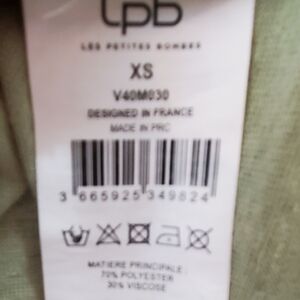 Lpb
LES PETITES BOMBES
XS
V40M030
DESIGNED IN FRANCE
MADE IN PRC
3 665925 349824
MATIERE PRINCIPALE :
70% POLYESTER
30% VISCOSE